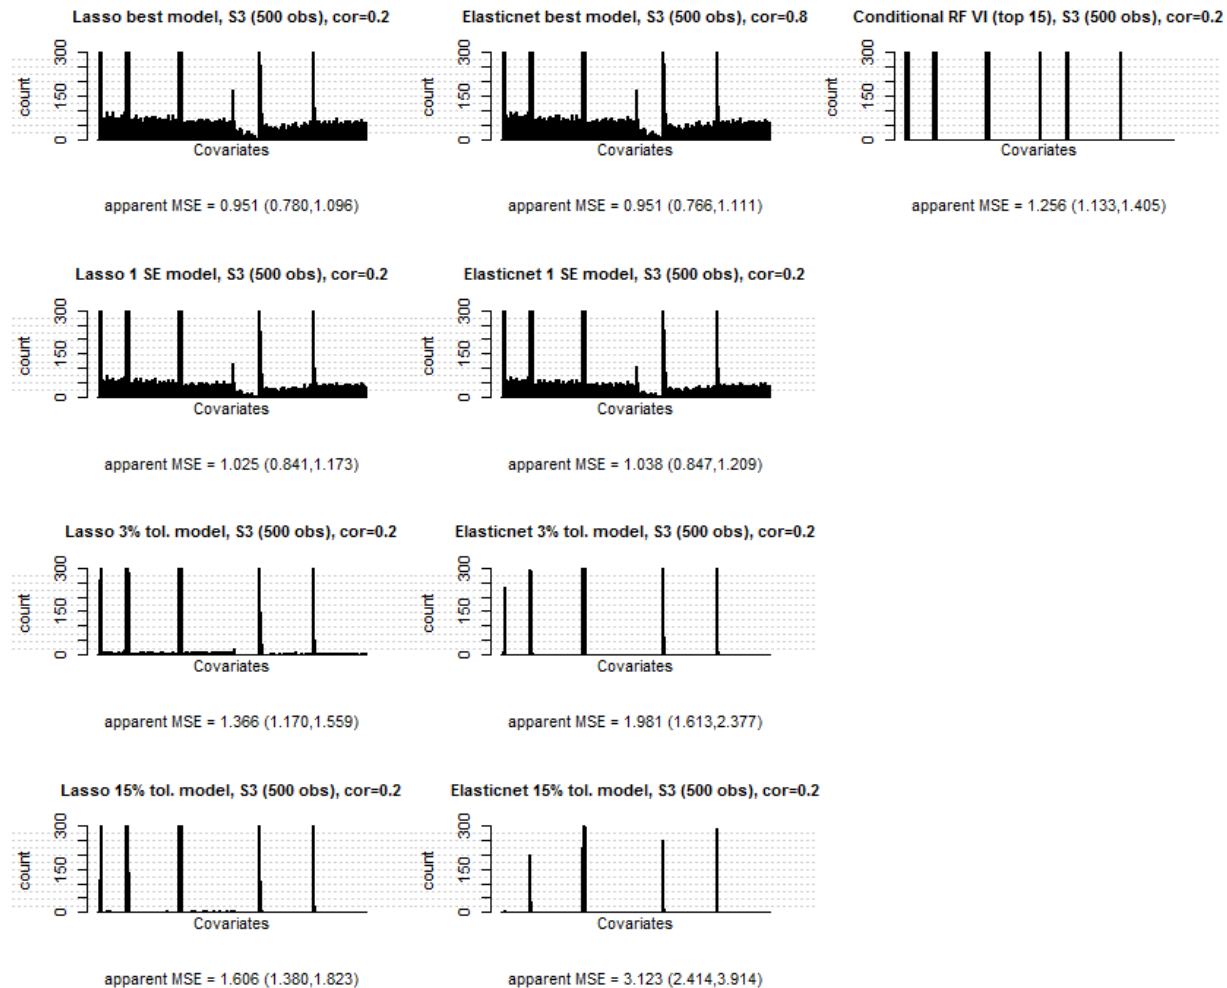 Lasso best model, S3 (500 obs), cor=0.2
Elasticnet best model, S3 (500 obs), cor=0.8
Conditional RF VI (top 15), S3 (500 obs), cor=0.2
count
0 150 300
Covariates
count
0 150 300
Covariates
count
0 150 300
Covariates
apparent MSE = 0.951 (0.780,1.096)
apparent MSE = 0.951 (0.766,1.111)
apparent MSE = 1.256 (1.133,1.405)
Lasso 1 SE model, S3 (500 obs), cor=0.2
Elasticnet 1 SE model, S3 (500 obs), cor=0.2
count
0 150 300
Covariates
count
0 150 300
Covariates
apparent MSE = 1.025 (0.841,1.173)
apparent MSE = 1.038 (0.847,1.209)
Lasso 3% tol. model, S3 (500 obs), cor=0.2
Elasticnet 3% tol. model, S3 (500 obs), cor=0.2
count
0 150 300
Covariates
count
0 150 300
Covariates
apparent MSE = 1.366 (1.170,1.559)
apparent MSE = 1.981 (1.613,2.377)
Lasso 15% tol. model, S3 (500 obs), cor=0.2
Elasticnet 15% tol. model, S3 (500 obs), cor=0.2
count
0 150 300
Covariates
count
0 150 300
Covariates
apparent MSE = 1.606 (1.380,1.823)
apparent MSE = 3.123 (2.414,3.914)